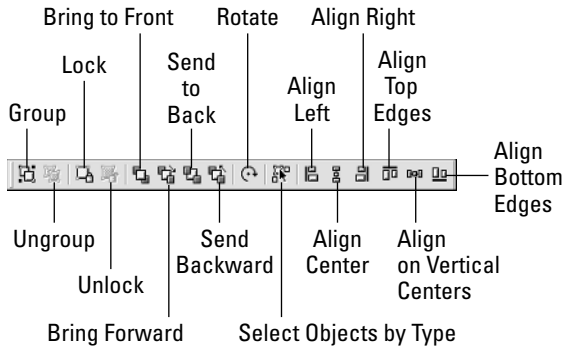 Bring to Front
Rotate
Align Right
Lock
Send
to
Back
Align
Left
Align
Top
Edges
Group
Align
Bottom
Edges
Ungroup
Unlock
Send
Backward
Align
Center
Align
on Vertical
Centers
Bring Forward
Select Objects by Type